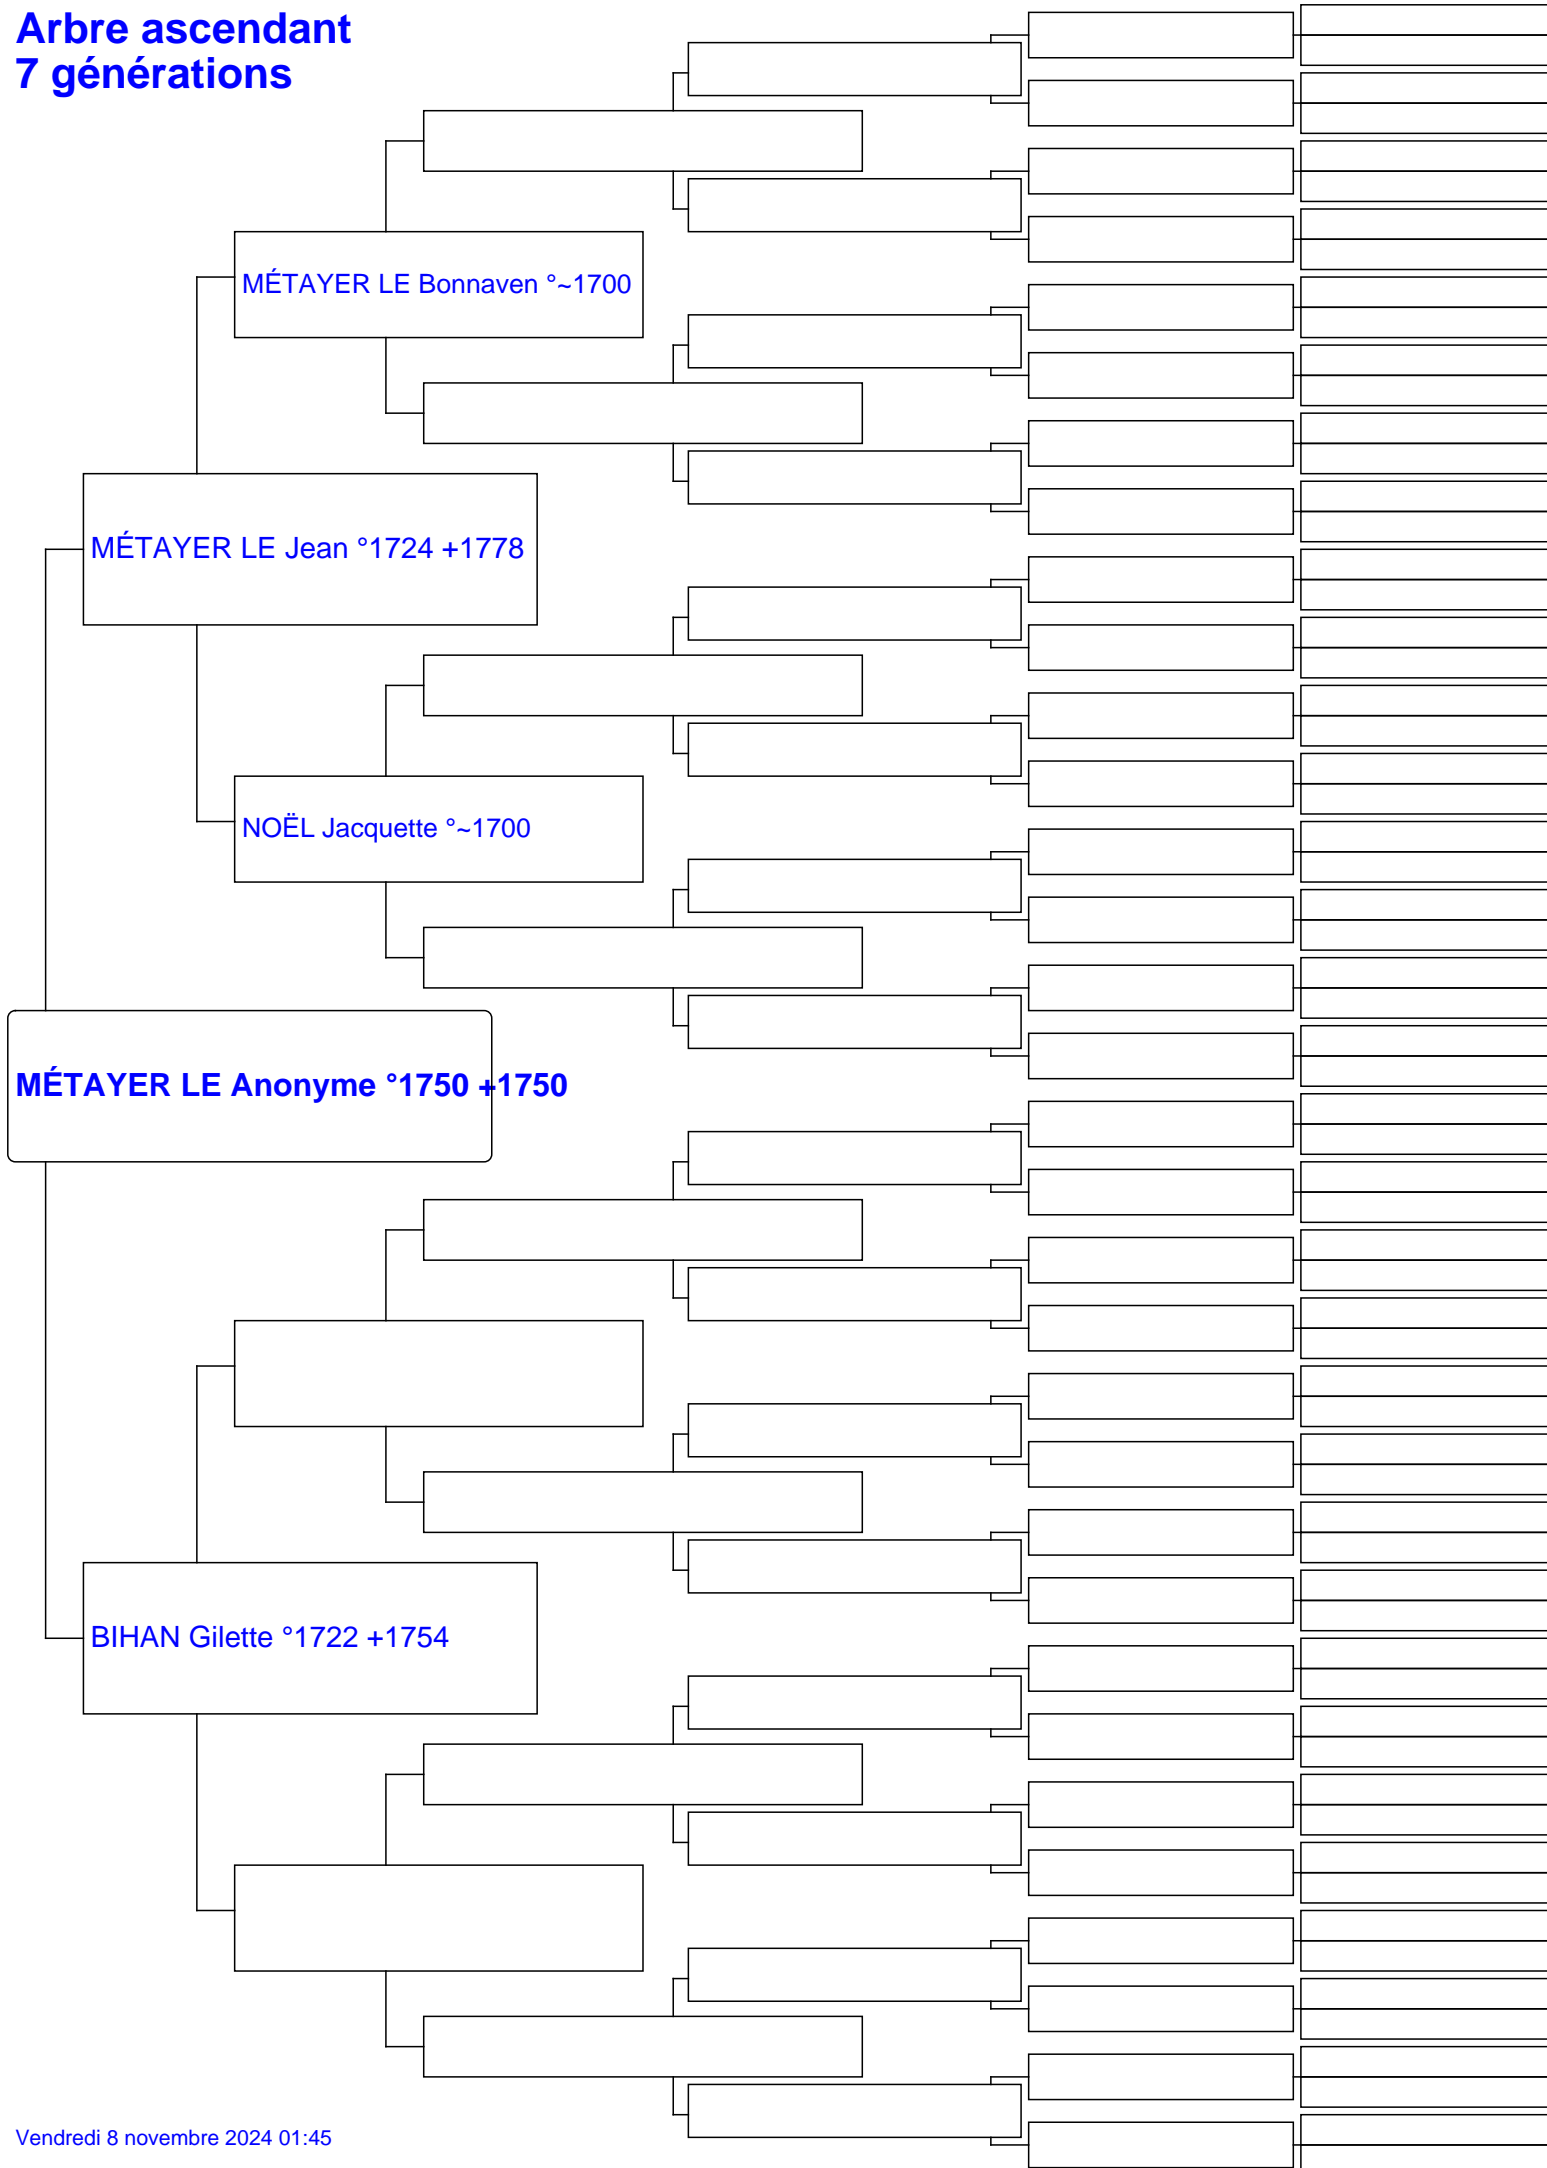 Arbre ascendant
7 générations
MÉTAYER LE Bonnaven °~1700
MÉTAYER LE Jean °1724 +1778
NOËL Jacquette °~1700
MÉTAYER LE Anonyme °1750 +1750
BIHAN Gilette °1722 +1754
Vendredi 8 novembre 2024 01:45